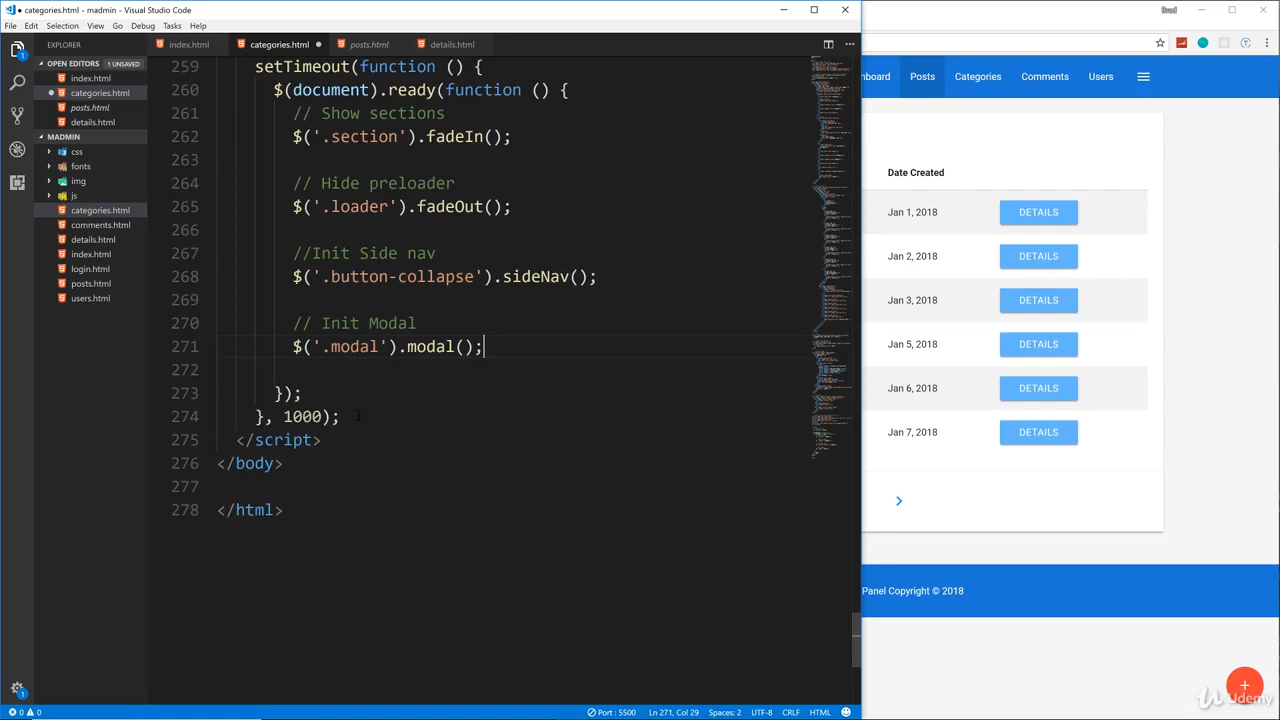 categories.html - madmin - Visual Studio Code
File Edit Selection View Go Debug Tasks Help
EXPLORER
index.html categories.html posts.html details.html
OPEN EDITORS 1 UNSAVED
index.html
categories.html
posts.html
details.html
MADMIN
css
fonts
img
js
categories.html
comments.html
details.html
index.html
login.html
posts.html
users.html
259 setTimeout(function () {
260 $(document).ready(function () {
261 Show sections
262 ('.section').fadeIn();
263
264 Hide preloader
265 '.loader').fadeOut();
266
267 /Init Side nav
268 (' button-collapse').sideNav();
269
270 Init Modal
271 ('.modal').modal();
272
273 });
274 }, 1000);
275 </script>
276 </body>
277
278 </html>
0 0
Port : 5500 Ln 271, Col 29 Spaces: 2 UTF-8 CRLF HTML
1
1
Brad
board Posts Categories Comments Users
Date Created
Jan 1, 2018 DETAILS
Jan 2, 2018 DETAILS
Jan 3, 2018 DETAILS
Jan 5, 2018 DETAILS
Jan 6, 2018 DETAILS
Jan 7, 2018 DETAILS
Panel Copyright © 2018
+
Udemy